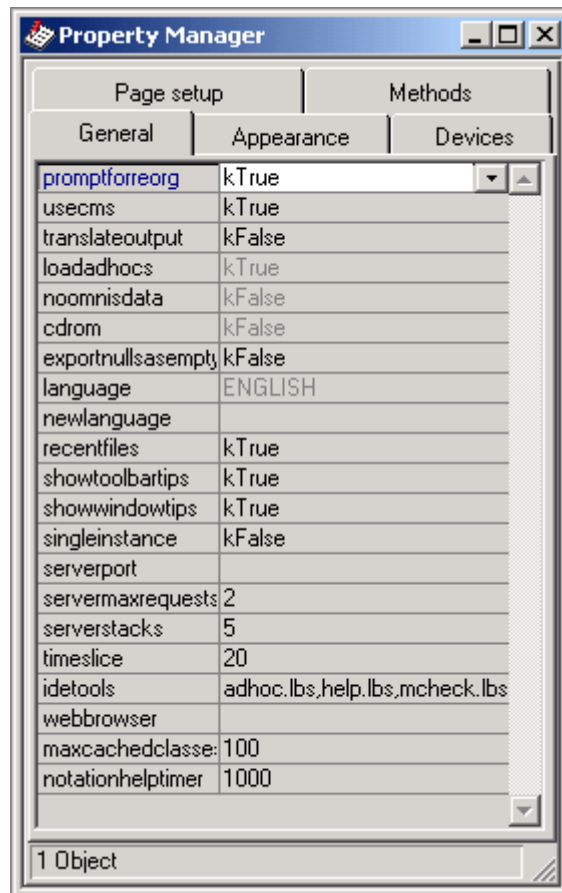 Property Manager
Page setup Methods
General Appearance Devices
promptforreorg kTrue
usecms kTrue
translateoutput kFalse
loadadhocs kTrue
noomnisdata kFalse
cdrom kFalse
exportnullsasempty kFalse
language ENGLISH
newlanguage
recentfiles kTrue
showtoolbartips kTrue
showwindowtips kTrue
singleinstance kFalse
serverport
servermaxrequests 2
serverstacks 5
timeslice 20
idetools adhoc.lbs,help.lbs,mcheck.lbs
webbrowser
maxcachedclasse 100
notationhelptimer 1000
1 Object